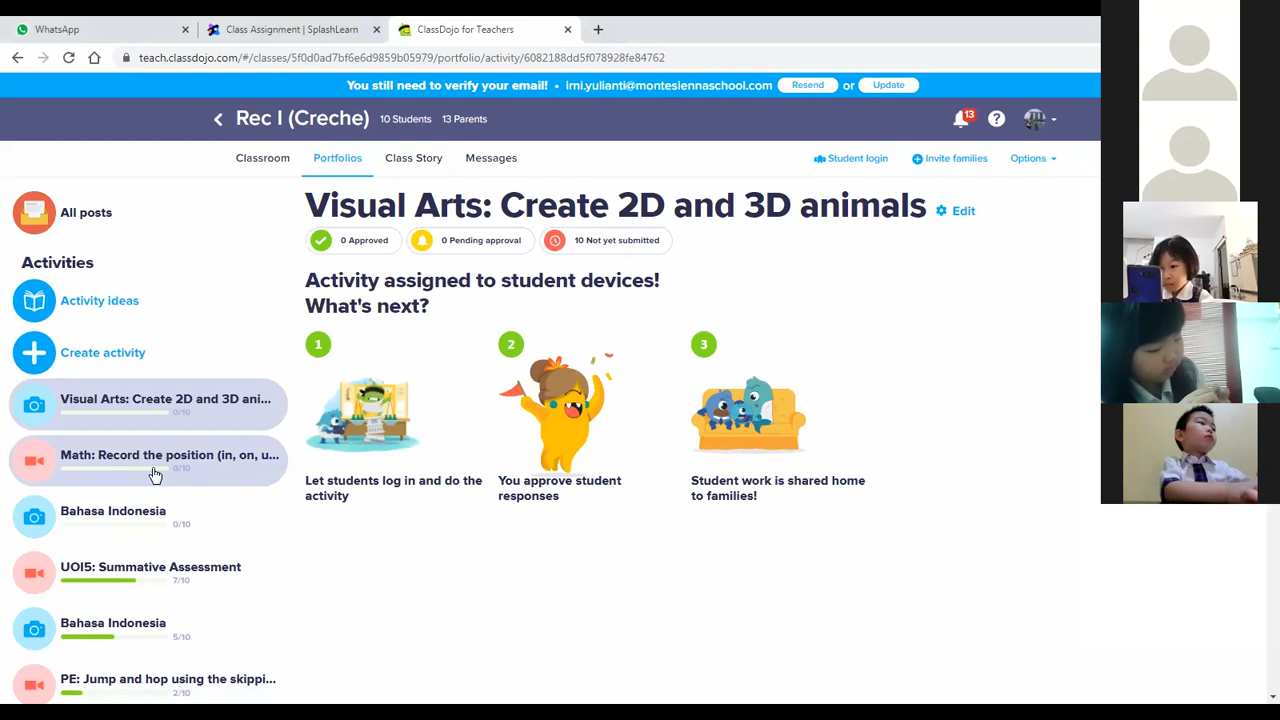 WhatsApp
Class Assignment | SplashLearn
ClassDojo for Teachers
teach.classdojo.com/#/classes/5f0d0ad7bf6e6d9859b05979/portfolio/activity/6082188dd5f078928fe84762
You still need to verify your email! • irni.yulianti@montesiennaschool.com Resend or Update
Rec I (Creche) 10 Students 13 Parents
13
Classroom Portfolios Class Story Messages
Student login Invite families Options
All posts
Activities
Activity ideas
Create activity
Visual Arts: Create 2D and 3D ani...
0/10
Math: Record the position (in, on, u...
0/10
Bahasa Indonesia
0/10
UOI5: Summative Assessment
7/10
Bahasa Indonesia
5/10
PE: Jump and hop using the skippi...
2/10
Visual Arts: Create 2D and 3D animals Edit
0 Approved 0 Pending approval 10 Not yet submitted
Activity assigned to student devices!
What's next?
1
Let students log in and do the
activity
2
You approve student
responses
3
Student work is shared home
to families!